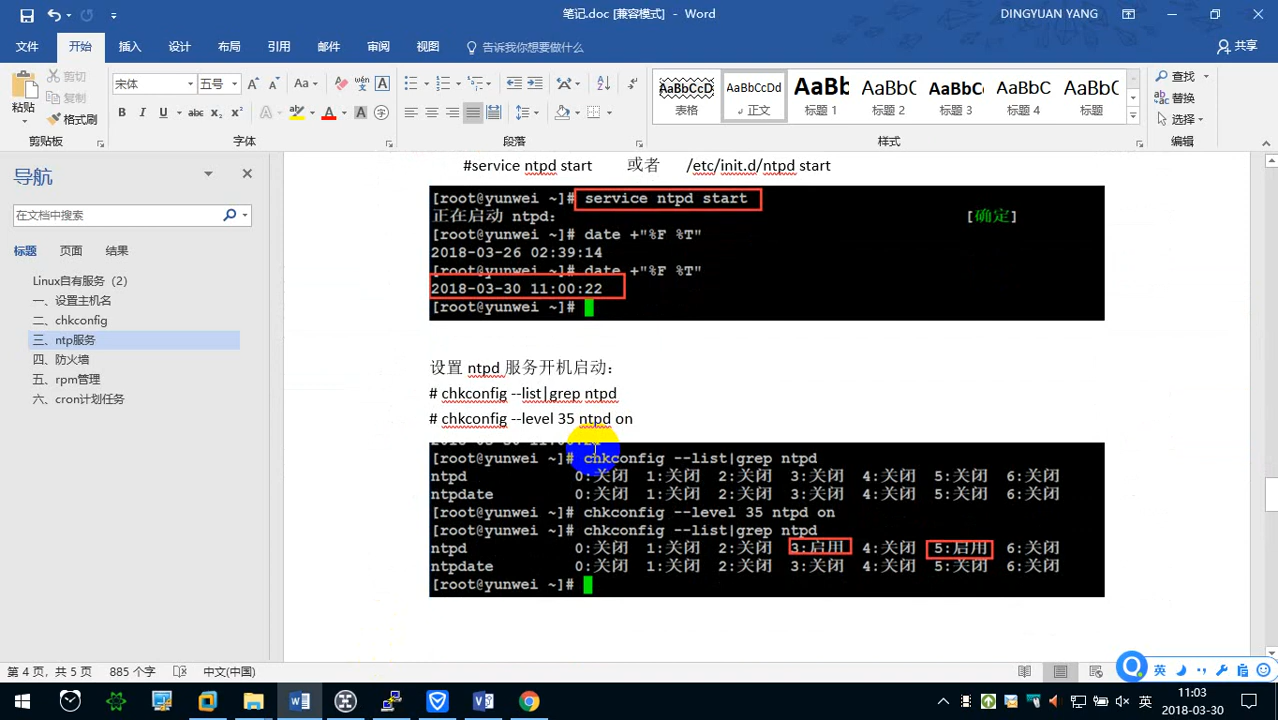 笔记.doc [兼容模式] - Word
DINGYUAN YANG
文件 开始 插入 设计 布局 引用 邮件 审阅 视图 告诉我你想要做什么 共享
粘贴
剪切
复制
格式刷
剪贴板
宋体 五号
字体
段落
AaBbCcD
表格
AaBbCcDd
正文
AaBb
标题 1
AaBbC
标题 2
AaBbC
标题 3
AaBbC
标题 4
AaBbC
标题
样式
查找
替换
选择
编辑
导航
在文档中搜索
标题 页面 结果
Linux自有服务（2）
一、设置主机名
二、chkconfig
三、ntp服务
四、防火墙
五、rpm管理
六、cron计划任务
#service ntpd start 或者 /etc/init.d/ntpd start
[root@yunwei ~]# service ntpd start
正在启动 ntpd： [确定]
[root@yunwei ~]# date +"%F %T"
2018-03-26 02:39:14
[root@yunwei ~]# date +"%F %T"
2018-03-30 11:00:22
[root@yunwei ~]#
设置 ntpd 服务开机启动：
# chkconfig --list|grep ntpd
# chkconfig --level 35 ntpd on
[root@yunwei ~]# chkconfig --list|grep ntpd
ntpd 0:关闭 1:关闭 2:关闭 3:关闭 4:关闭 5:关闭 6:关闭
ntpdate 0:关闭 1:关闭 2:关闭 3:关闭 4:关闭 5:关闭 6:关闭
[root@yunwei ~]# chkconfig --level 35 ntpd on
[root@yunwei ~]# chkconfig --list|grep ntpd
ntpd 0:关闭 1:关闭 2:关闭 3:启用 4:关闭 5:启用 6:关闭
ntpdate 0:关闭 1:关闭 2:关闭 3:关闭 4:关闭 5:关闭 6:关闭
[root@yunwei ~]#
第 4 页，共 5 页 885 个字 中文(中国)
英
英
11:03
2018-03-30